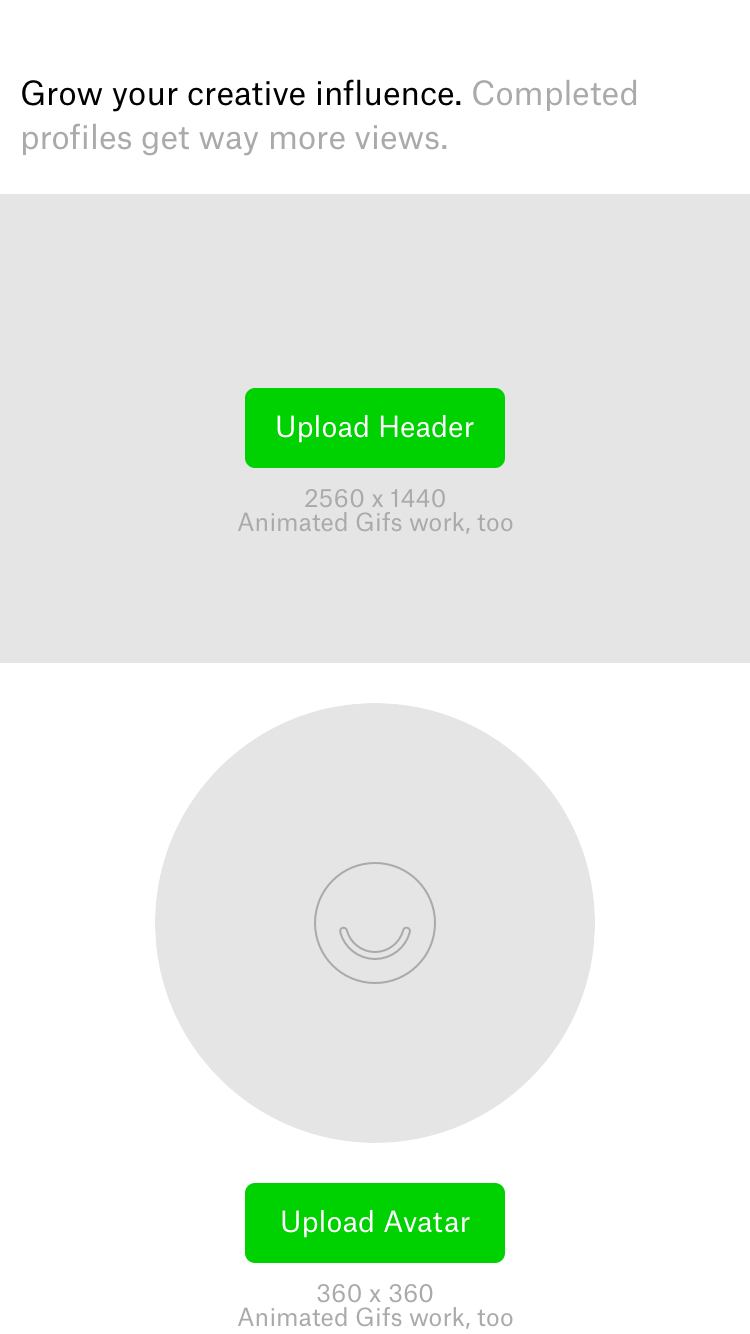 Grow your creative influence. Completed
profiles get way more views.
Upload Header
2560 x 1440
Animated Gifs work, too
Upload Avatar
360 x 360
Animated Gifs work, too